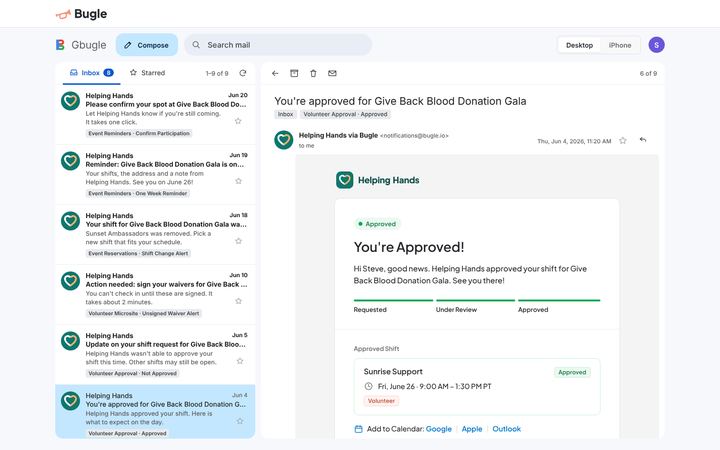 Bugle
Gbugle
Compose
Search mail
Desktop
iPhone
S
Inbox 8
Starred
1–9 of 9
Helping Hands
Jun 20
Please confirm your spot at Give Back Blood Do...
Let Helping Hands know if you're still coming.
It takes one click.
Event Reminders · Confirm Participation
Helping Hands
Jun 19
Reminder: Give Back Blood Donation Gala is on...
Your shifts, the address and a note from
Helping Hands. See you on June 26!
Event Reminders · One Week Reminder
Helping Hands
Jun 18
Your shift for Give Back Blood Donation Gala wa...
Sunset Ambassadors was removed. Pick a
new shift that fits your schedule.
Event Reservations · Shift Change Alert
Helping Hands
Jun 10
Action needed: sign your waivers for Give Back ...
You can't check in until these are signed. It
takes about 2 minutes.
Volunteer Microsite · Unsigned Waiver Alert
Helping Hands
Jun 5
Update on your shift request for Give Back Bloo...
Helping Hands wasn't able to approve your
shift this time. Other shifts may still be open.
Volunteer Approval · Not Approved
Helping Hands
Jun 4
You're approved for Give Back Blood Donation G...
Helping Hands approved your shift. Here is
what to expect on the day.
Volunteer Approval · Approved
6 of 9
You're approved for Give Back Blood Donation Gala
Inbox
Volunteer Approval · Approved
Helping Hands via Bugle <notifications@bugle.io>
to me
Thu, Jun 4, 2026, 11:20 AM
Helping Hands
Approved
You're Approved!
Hi Steve, good news. Helping Hands approved your shift for Give
Back Blood Donation Gala. See you there!
Requested
Under Review
Approved
Approved Shift
Sunrise Support
Approved
Fri, June 26 · 9:00 AM – 1:30 PM PT
Volunteer
Add to Calendar: Google | Apple | Outlook